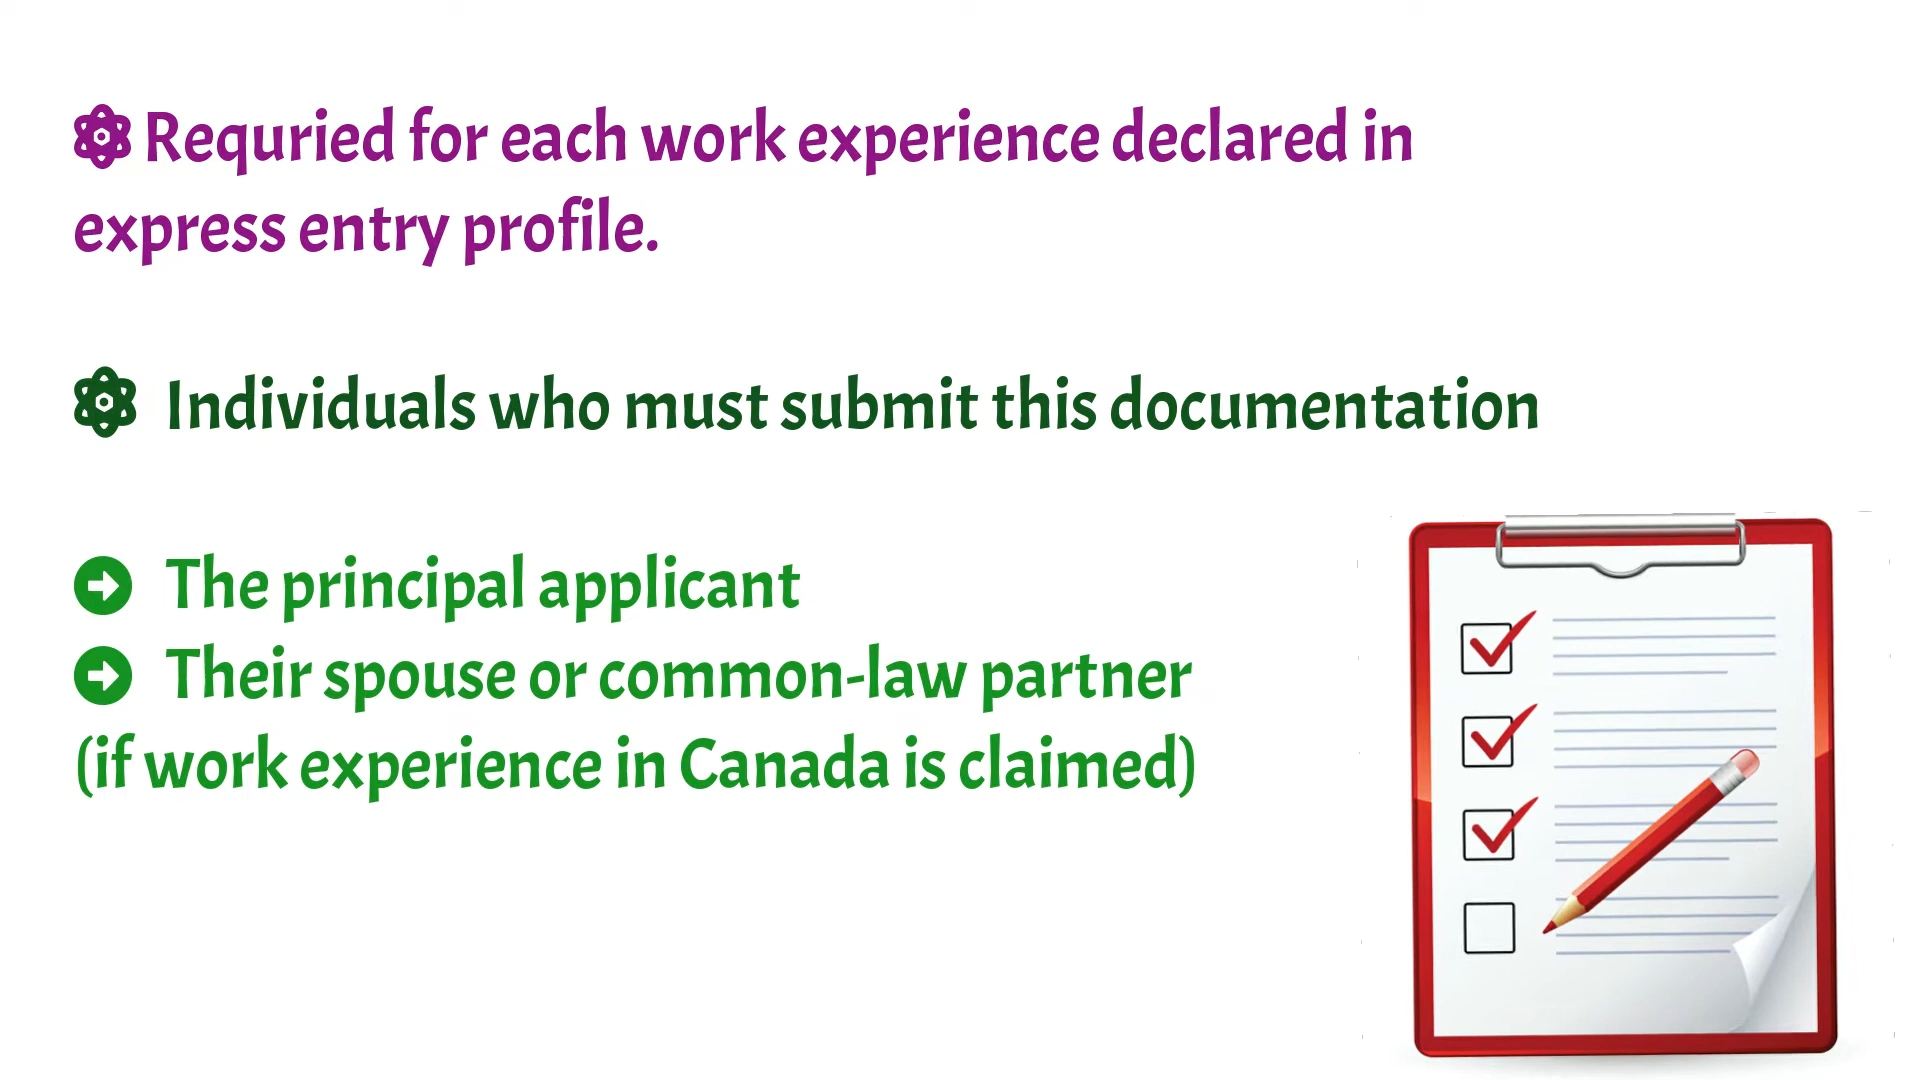 Requried for each work experience declared in
express entry profile.
Individuals who must submit this documentation
The principal applicant
Their spouse or common-law partner
(if work experience in Canada is claimed)